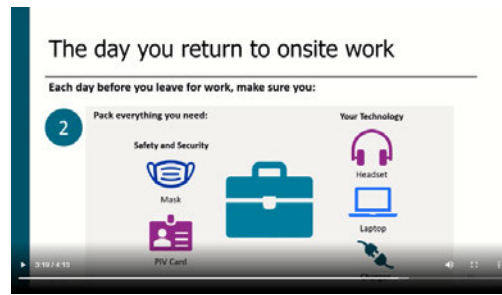 The day you return to onsite work
Each day before you leave for work, make sure you:
2
Pack everything you need:
Safety and Security
Mask
PIV Card
Your Technology
Headset
Laptop
Charger
3:19 / 4:13